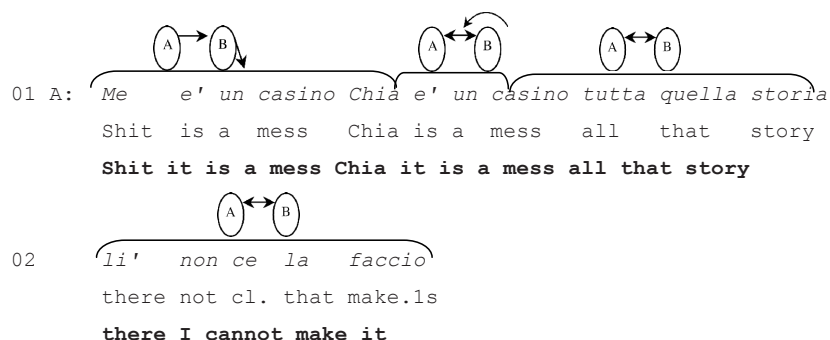 A B A B A B
01 A: Me e' un casino Chia e' un casino tutta quella storia
Shit is a mess Chia is a mess all that story
Shit it is a mess Chia it is a mess all that story
A B
02 li' non ce la faccio
there not cl. that make.1s
there I cannot make it